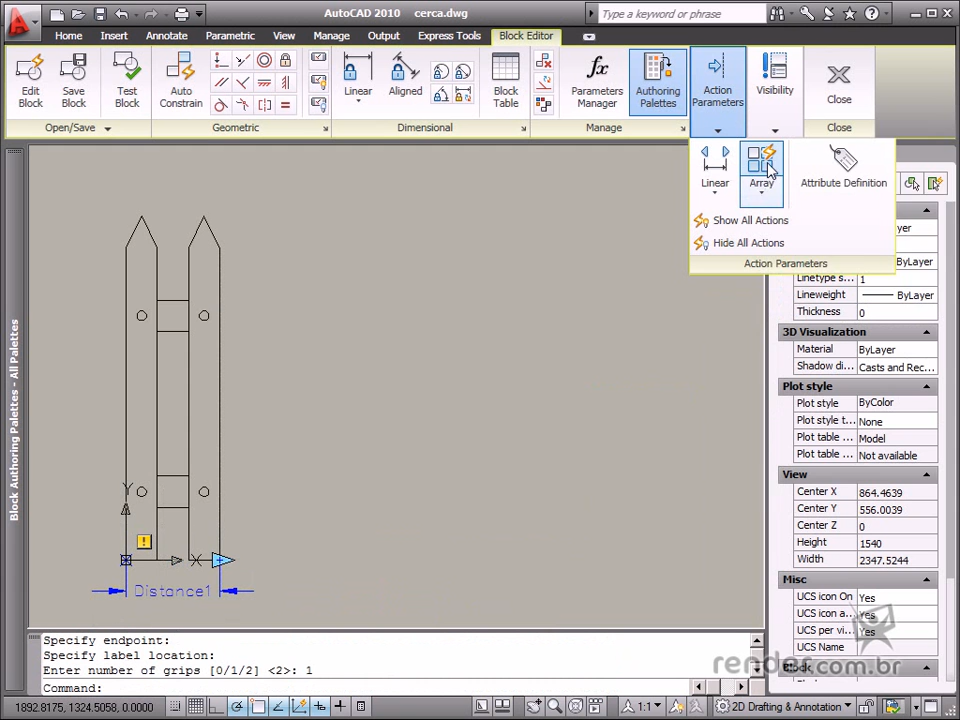 AutoCAD 2010 cerca.dwg
Type a keyword or phrase
Home Insert Annotate Parametric View Manage Output Express Tools Block Editor
Edit Block
Save Block
Test Block
Auto Constrain
Linear
Aligned
Block Table
fx
Parameters Manager
Authoring Palettes
Action Parameters
Visibility
Close
Open/Save Geometric Dimensional Manage Close
Linear
Array
Attribute Definition
Show All Actions
Hide All Actions
Action Parameters
Block Authoring Palettes - All Palettes
yer
ByLayer
Linetype s... 1
Lineweight ByLayer
Thickness 0
3D Visualization
Material ByLayer
Shadow di... Casts and Rec...
Plot style
Plot style ByColor
Plot style t... None
Plot table ... Model
Plot table ... Not available
View
Center X 864.4639
Center Y 556.0039
Center Z 0
Height 1540
Width 2347.5244
Misc
UCS icon On Yes
UCS icon a... Yes
UCS per vi... Yes
UCS Name
Block
Y
!
X
Distance1
Specify endpoint:
Specify label location:
Enter number of grips [0/1/2] <2>: 1
Command:
render.com.br
1892.8175, 1324.5058, 0.0000
1:1
2D Drafting & Annotation